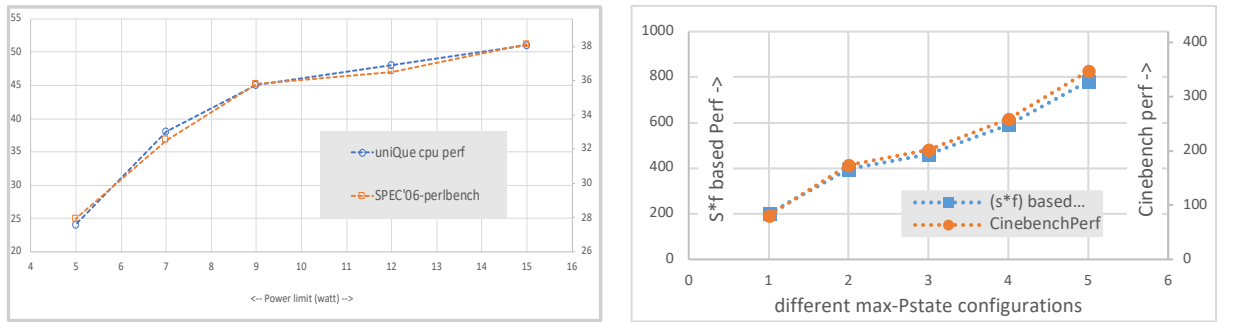 55
50
45
40
35
30
25
20
38
36
34
32
30
28
26
uniQue cpu perf
SPEC'06-perlbench
4 5 6 7 8 9 10 11 12 13 14 15 16
<-- Power limit (watt) -->
1000
800
600
400
200
0
S*f based Perf ->
400
300
200
100
0
Cinebench perf ->
(s*f) based...
CinebenchPerf
0 1 2 3 4 5 6
different max-Pstate configurations